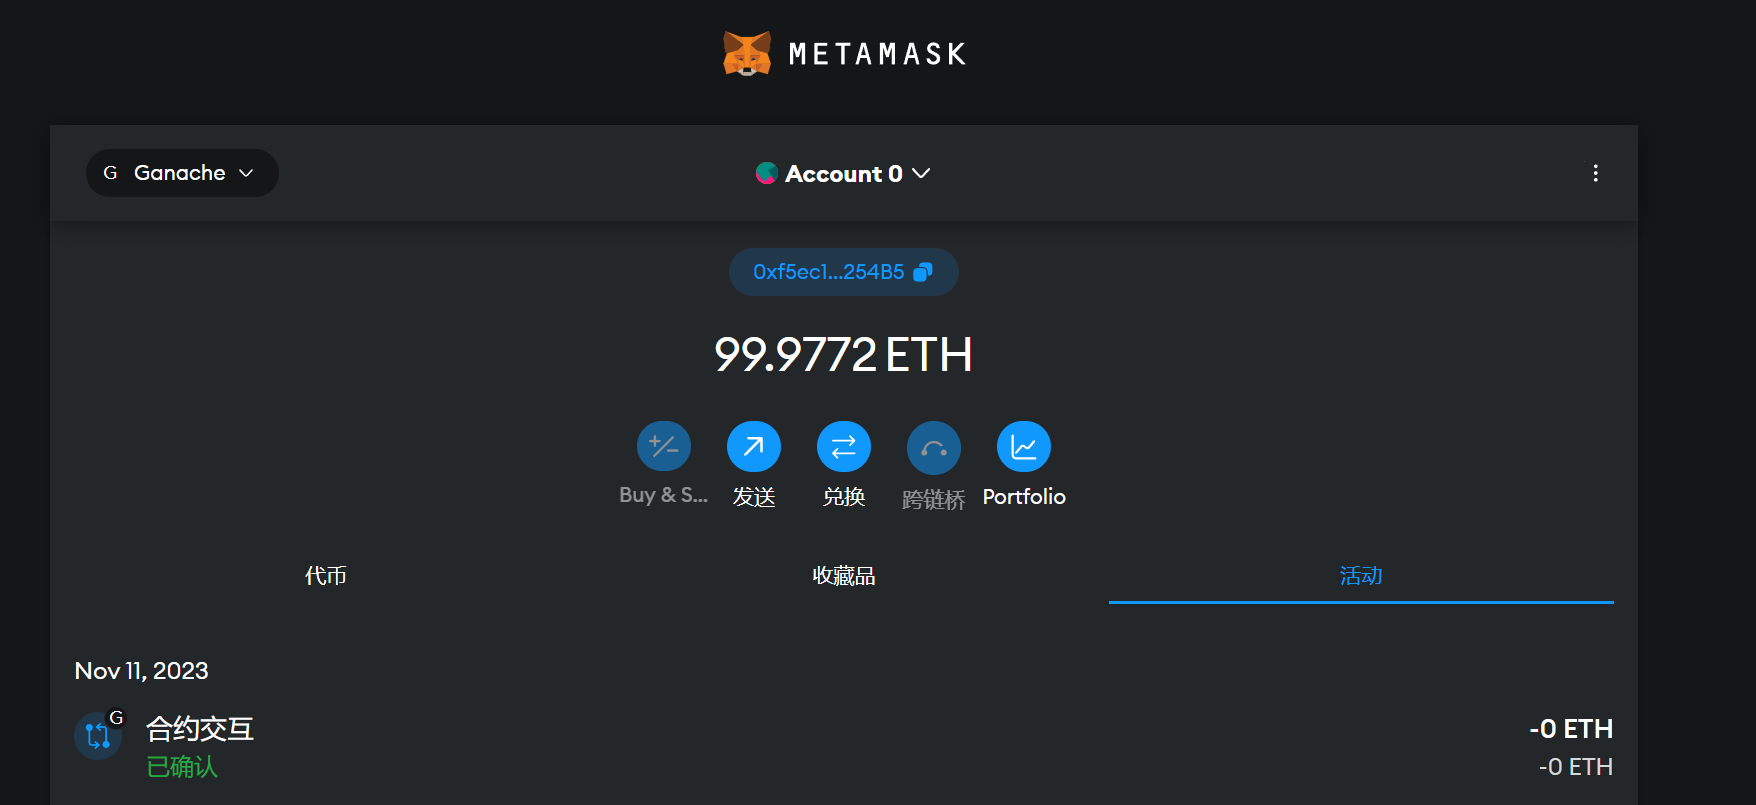 METAMASK
G Ganache
Account 0
0xf5ec1...254B5
99.9772 ETH
Buy & S... 发送 兑换 跨链桥 Portfolio
代币 收藏品 活动
Nov 11, 2023
G
合约交互 -0 ETH
已确认 -0 ETH